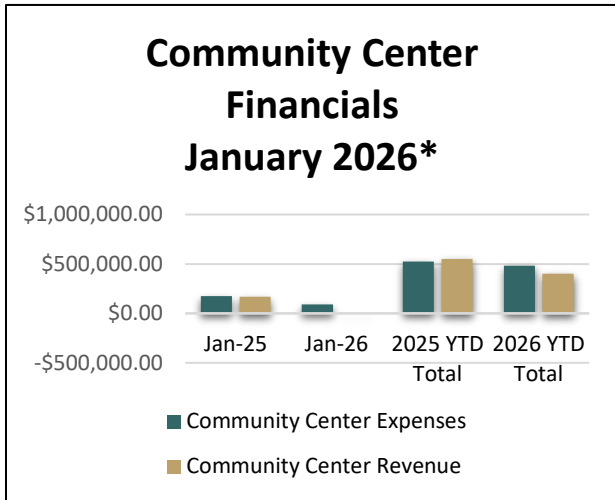 Community Center
Financials
January 2026*
$1,000,000.00
$500,000.00
$0.00
-$500,000.00
Jan-25 Jan-26 2025 YTD 2026 YTD
Total Total
Community Center Expenses
Community Center Revenue